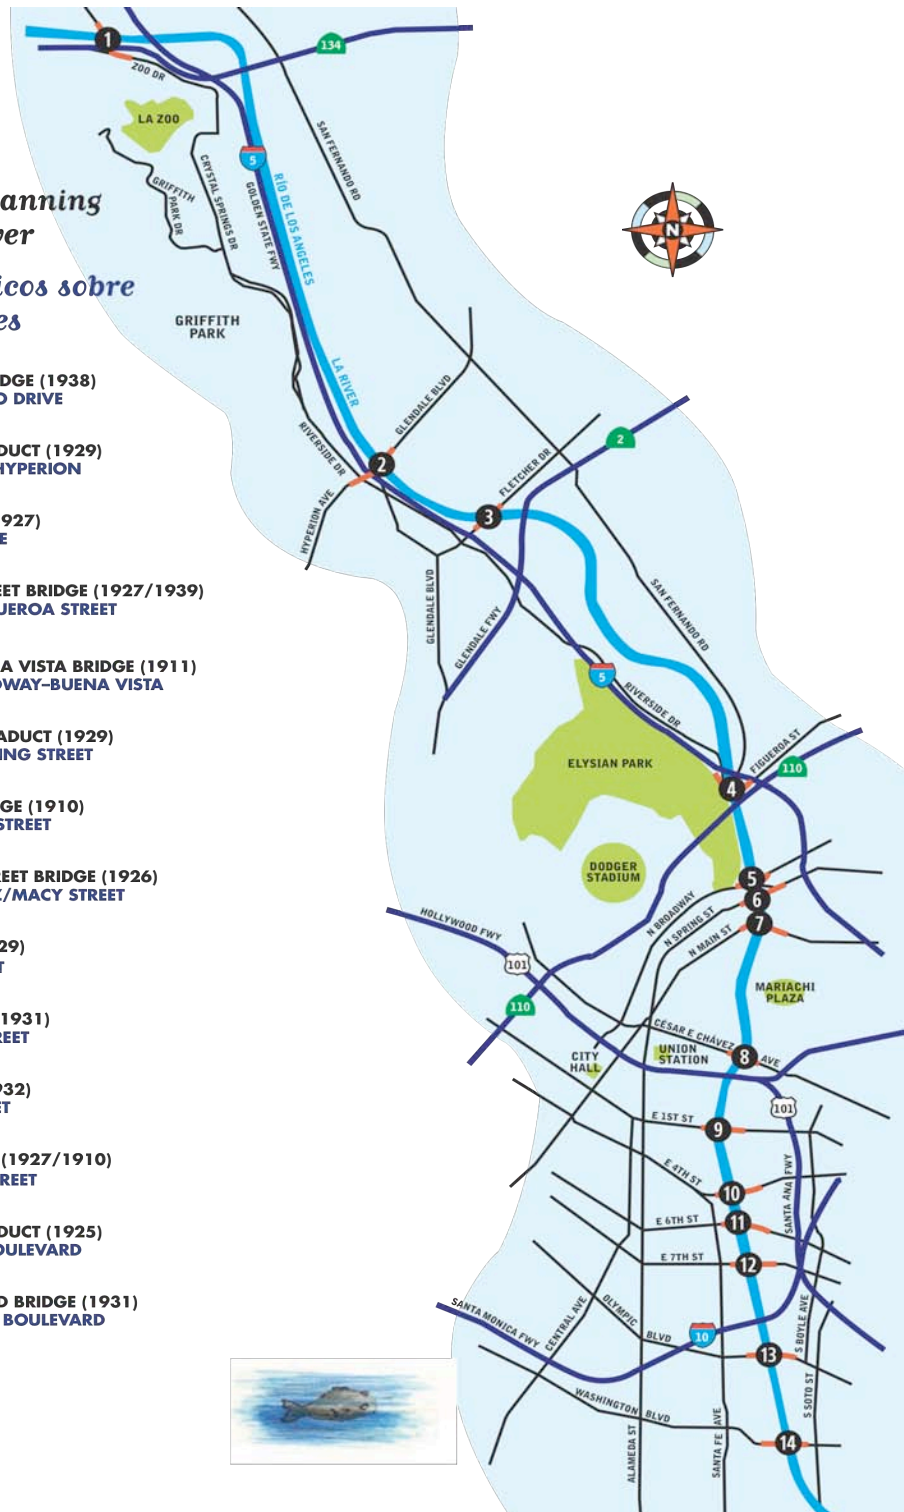 anning
ver
icos sobre
es
DGE (1938)
O DRIVE
DUCT (1929)
HYPERION
927)
E
EET BRIDGE (1927/1939)
UEROA STREET
A VISTA BRIDGE (1911)
DWAY–BUENA VISTA
ADUCT (1929)
ING STREET
GE (1910)
STREET
REET BRIDGE (1926)
Z/MACY STREET
29)
T
1931)
REET
932)
ET
(1927/1910)
REET
DUCT (1925)
OULEVARD
D BRIDGE (1931)
BOULEVARD
1
134
ZOO DR
LA ZOO
5
SAN FERNANDO RD
GRIFFITH
PARK DR
CRYSTAL SPRINGS DR
GOLDEN STATE FWY
RÍO DE LOS ANGELES
N
GRIFFITH
PARK
LA RIVER
GLENDALE BLVD
RIVERSIDE DR
2
2
HYPERION AVE
FLETCHER DR
3
GLENDALE BLVD
GLENDALE FWY
SAN FERNANDO RD
5
RIVERSIDE DR
ELYSIAN PARK
FIGUEROA ST
110
4
DODGER
STADIUM
5
6
7
N BROADWAY
N SPRING ST
N MAIN ST
HOLLYWOOD FWY
101
110
MARIACHI
PLAZA
CÉSAR E CHÁVEZ
AVE
UNION
STATION
CITY
HALL
8
101
E 1ST ST
9
E 4TH ST
10
SANTA ANA FWY
E 6TH ST
11
E 7TH ST
12
SANTA MONICA FWY
CENTRAL AVE
OLYMPIC
BLVD
10
S BOYLE AVE
13
WASHINGTON
BLVD
S SOTO ST
ALAMEDA ST
SANTA FE AVE
14